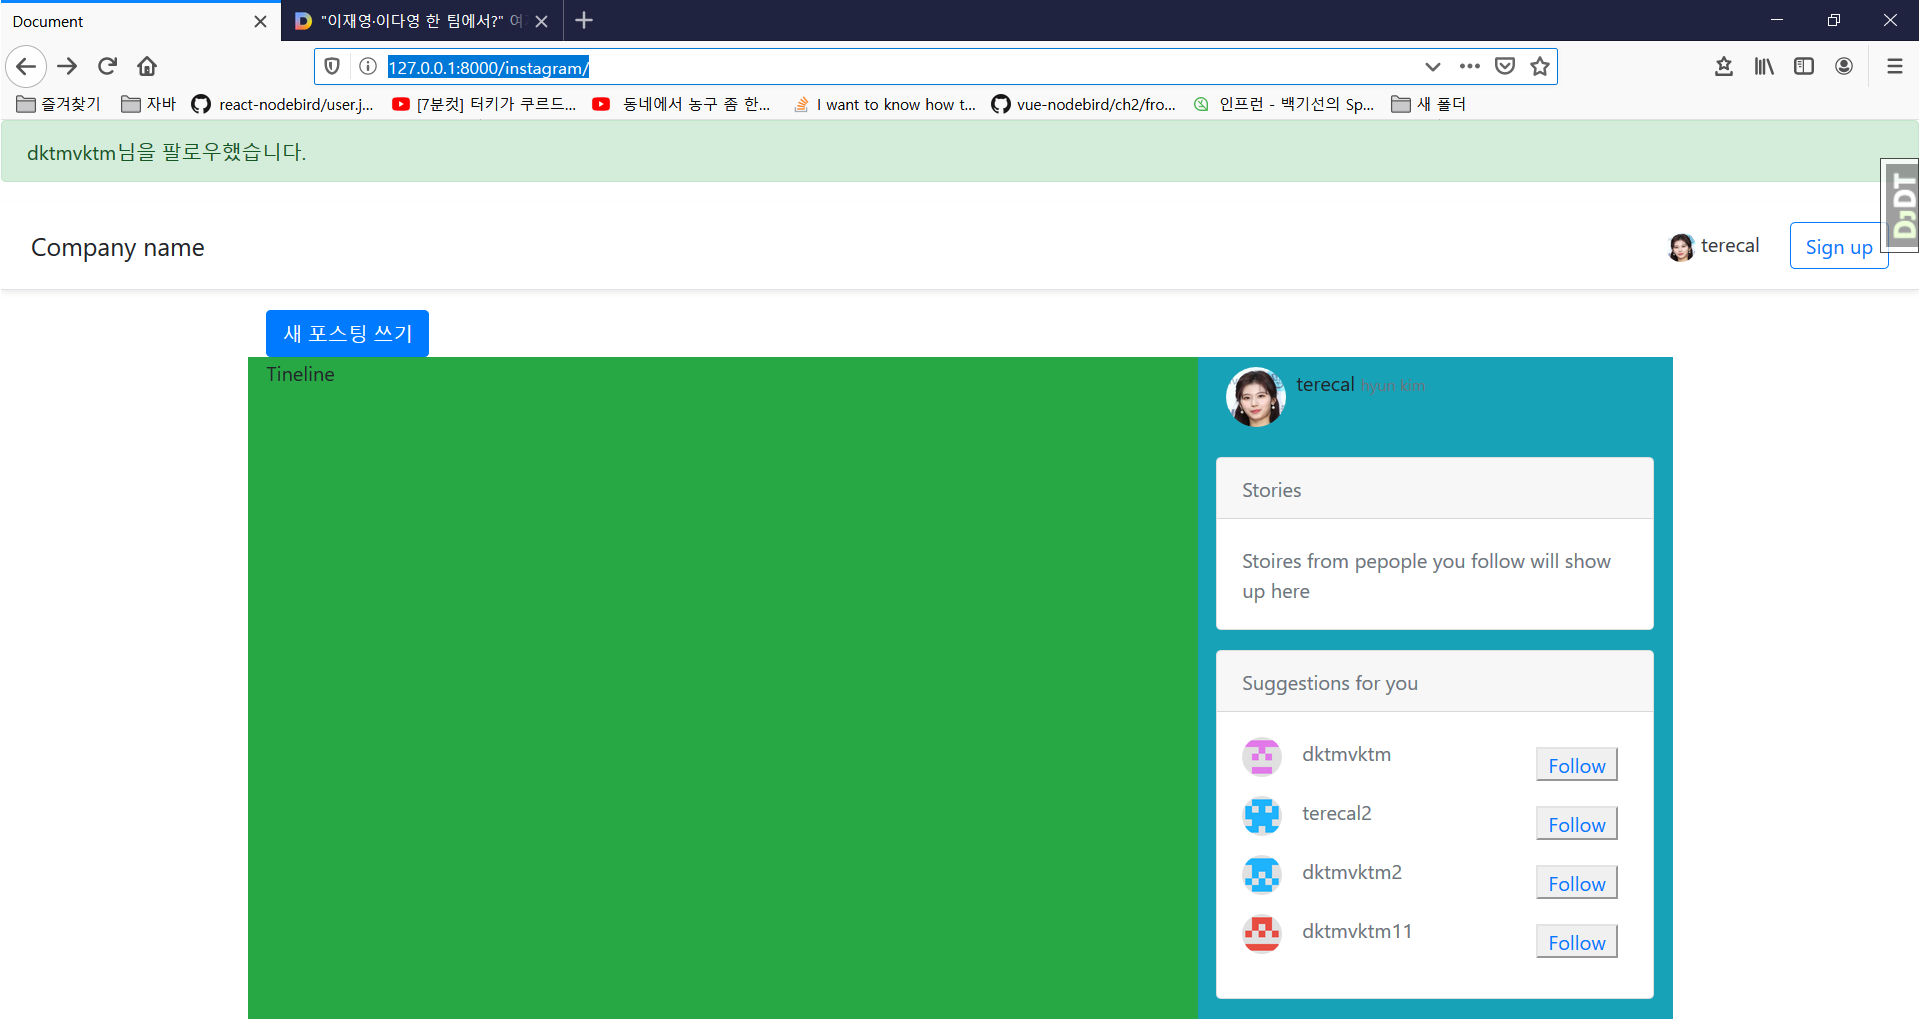 Document
"이재영·이다영 한 팀에서?" 여
127.0.0.1:8000/instagram/
즐겨찾기
자바
react-nodebird/user.j...
[7분컷] 터키가 쿠르드...
동네에서 농구 좀 한...
I want to know how t...
vue-nodebird/ch2/fro...
인프런 - 백기선의 Sp...
새 폴더
dktmvktm님을 팔로우했습니다.
DjDT
Company name
terecal
Sign up
새 포스팅 쓰기
Tineline
terecal hyun kim
Stories
Stoires from pepople you follow will show
up here
Suggestions for you
dktmvktm
Follow
terecal2
Follow
dktmvktm2
Follow
dktmvktm11
Follow